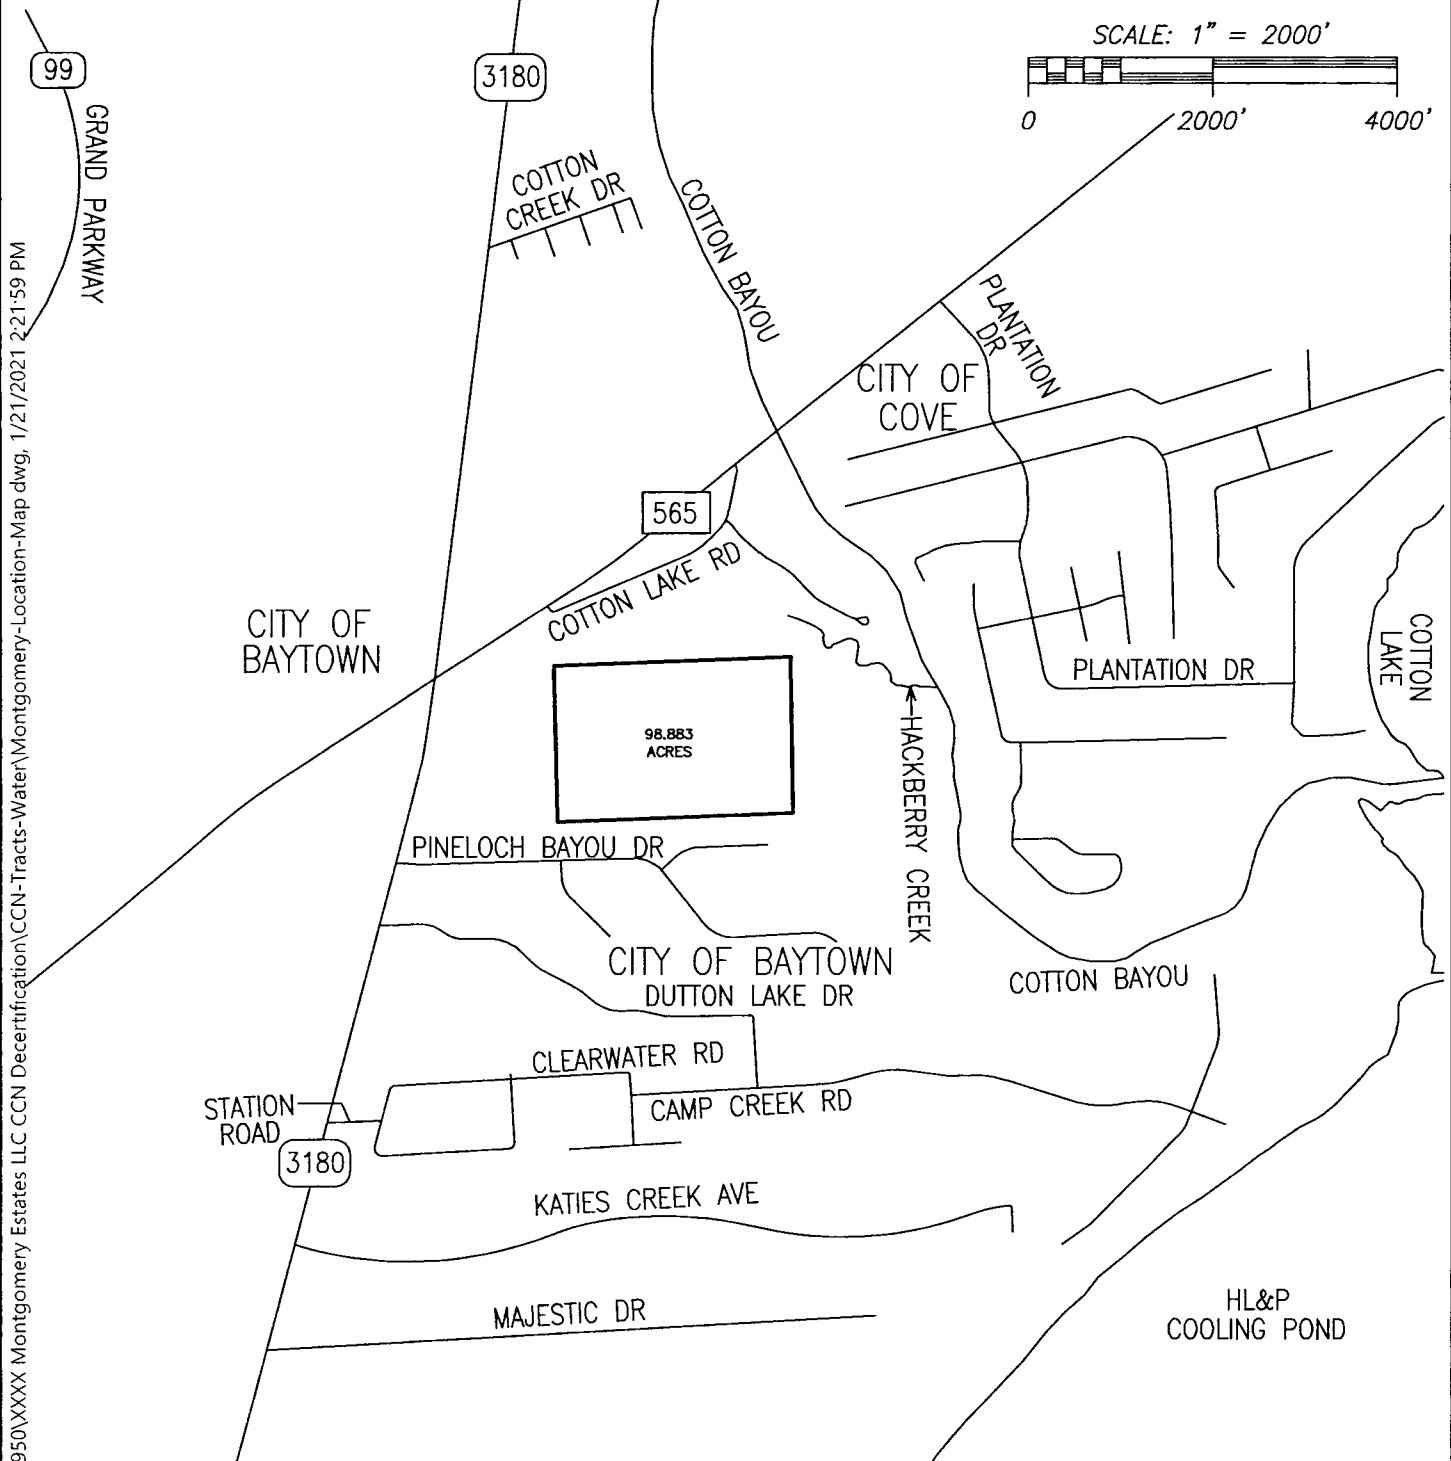 SCALE: 1" = 2000'
0 2000' 4000'
99
GRAND PARKWAY
3180
COTTON
CREEK DR
COTTON BAYOU
PLANTATION
DR
CITY OF
COVE
565
COTTON LAKE RD
CITY OF
BAYTOWN
COTTON
LAKE
PLANTATION DR
98.883
ACRES
HACKBERRY CREEK
PINELOCH BAYOU DR
CITY OF BAYTOWN
DUTTON LAKE DR
COTTON BAYOU
CLEARWATER RD
CAMP CREEK RD
STATION
ROAD
3180
KATIES CREEK AVE
MAJESTIC DR
HL&P
COOLING POND
950\XXXX Montgomery Estates LLC CCN Decertification\CCN-Tracts-Water\Montgomery-Location-Map dwg, 1/21/2021 2:21:59 PM